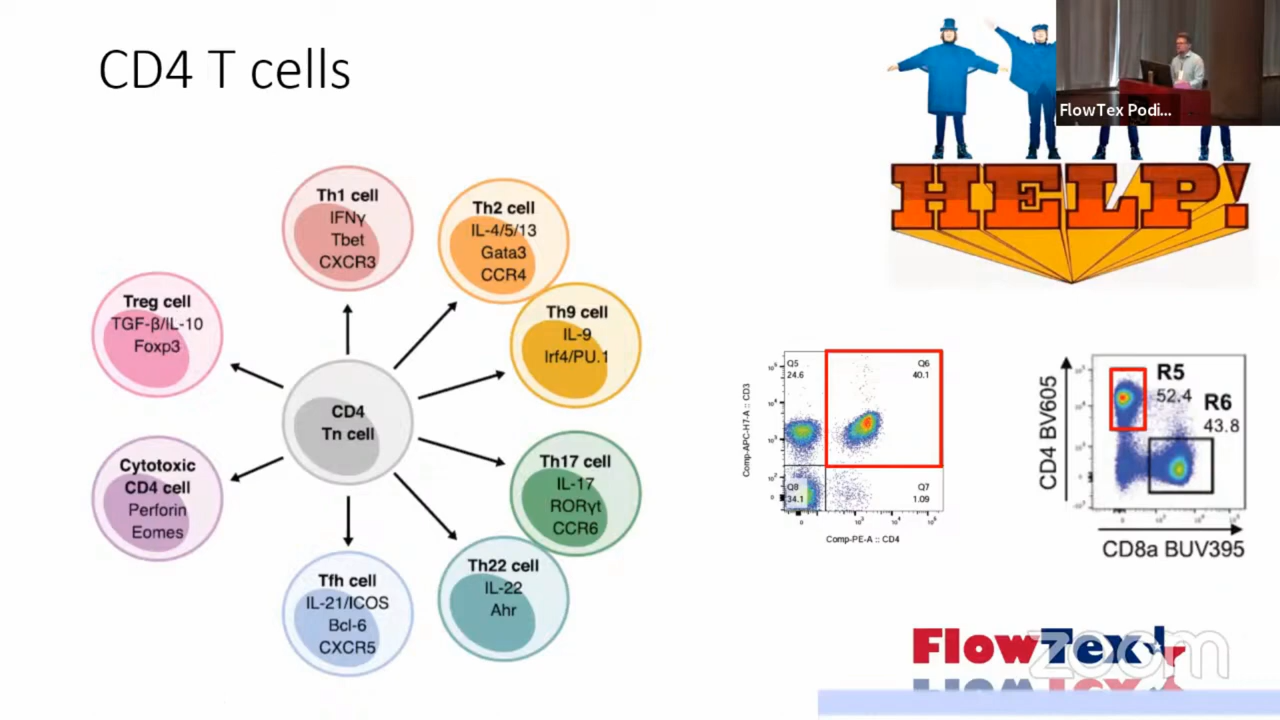 CD4 T cells
FlowTex Podi...
HELP!
Th1 cell
IFNγ
Tbet
CXCR3
Th2 cell
IL-4/5/13
Gata3
CCR4
Treg cell
TGF-β/IL-10
Foxp3
Th9 cell
IL-9
Irf4/PU.1
CD4
Tn cell
Cytotoxic
CD4 cell
Perforin
Eomes
Th17 cell
IL-17
RORγt
CCR6
Tfh cell
IL-21/ICOS
Bcl-6
CXCR5
Th22 cell
IL-22
Ahr
Comp-APC-H7-A :: CD3
Q5
24.6
Q6
40.1
Q8
34.1
Q7
1.09
Comp-PE-A :: CD4
CD4 BV605
R5
52.4
R6
43.8
CD8a BUV395
FlowTex
zoom